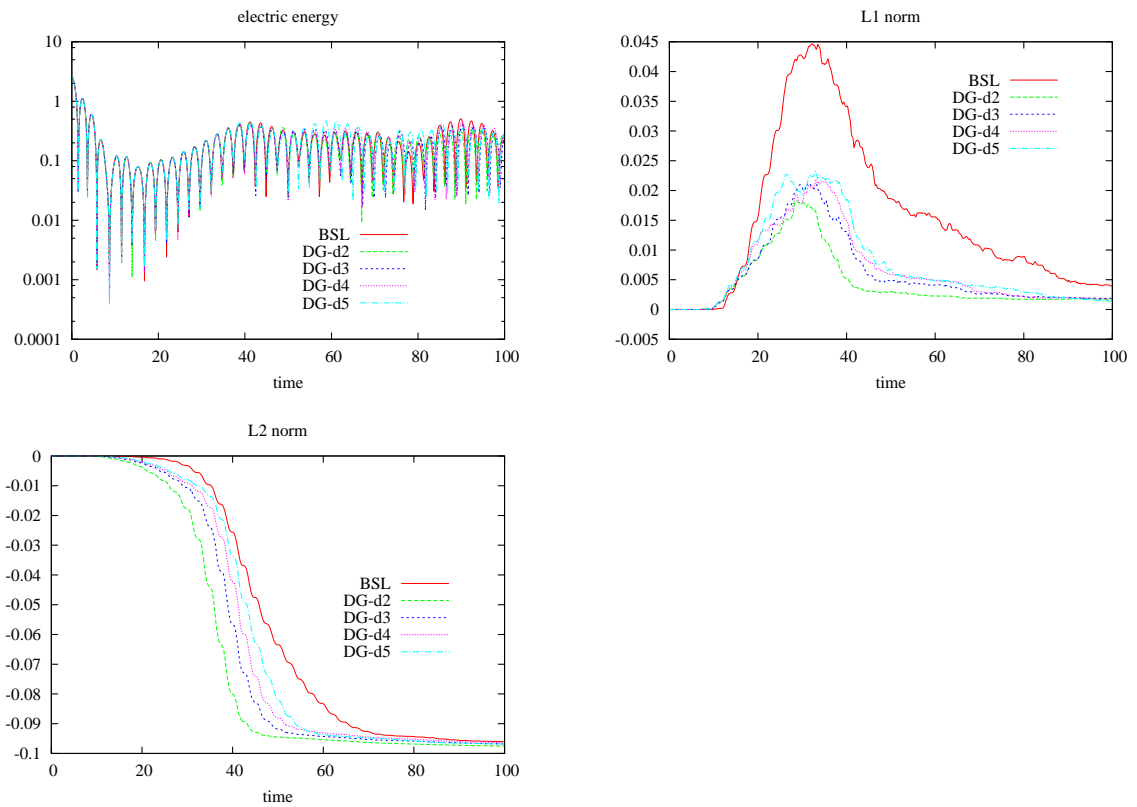 electric energy
10
1
0.1
0.01
0.001
0.0001
BSL
DG-d2
DG-d3
DG-d4
DG-d5
0 20 40 60 80 100
time
L1 norm
0.045
0.04
0.035
0.03
0.025
0.02
0.015
0.01
0.005
0
-0.005
BSL
DG-d2
DG-d3
DG-d4
DG-d5
0 20 40 60 80 100
time
L2 norm
0
-0.01
-0.02
-0.03
-0.04
-0.05
-0.06
-0.07
-0.08
-0.09
-0.1
BSL
DG-d2
DG-d3
DG-d4
DG-d5
0 20 40 60 80 100
time